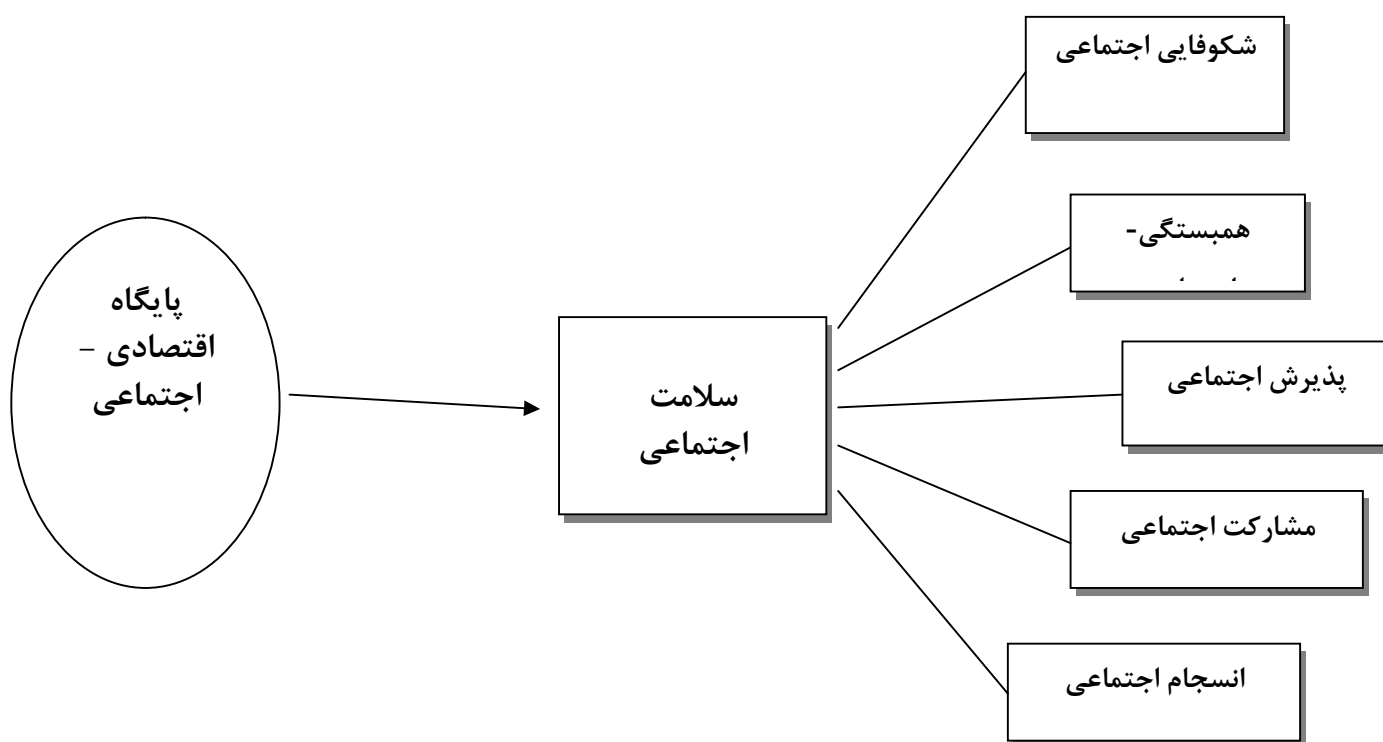 شکوفایی اجتماعی
همبستگی-
پایگاه
اقتصادی –
اجتماعی
سلامت
اجتماعی
پذیرش اجتماعی
مشارکت اجتماعی
انسجام اجتماعی